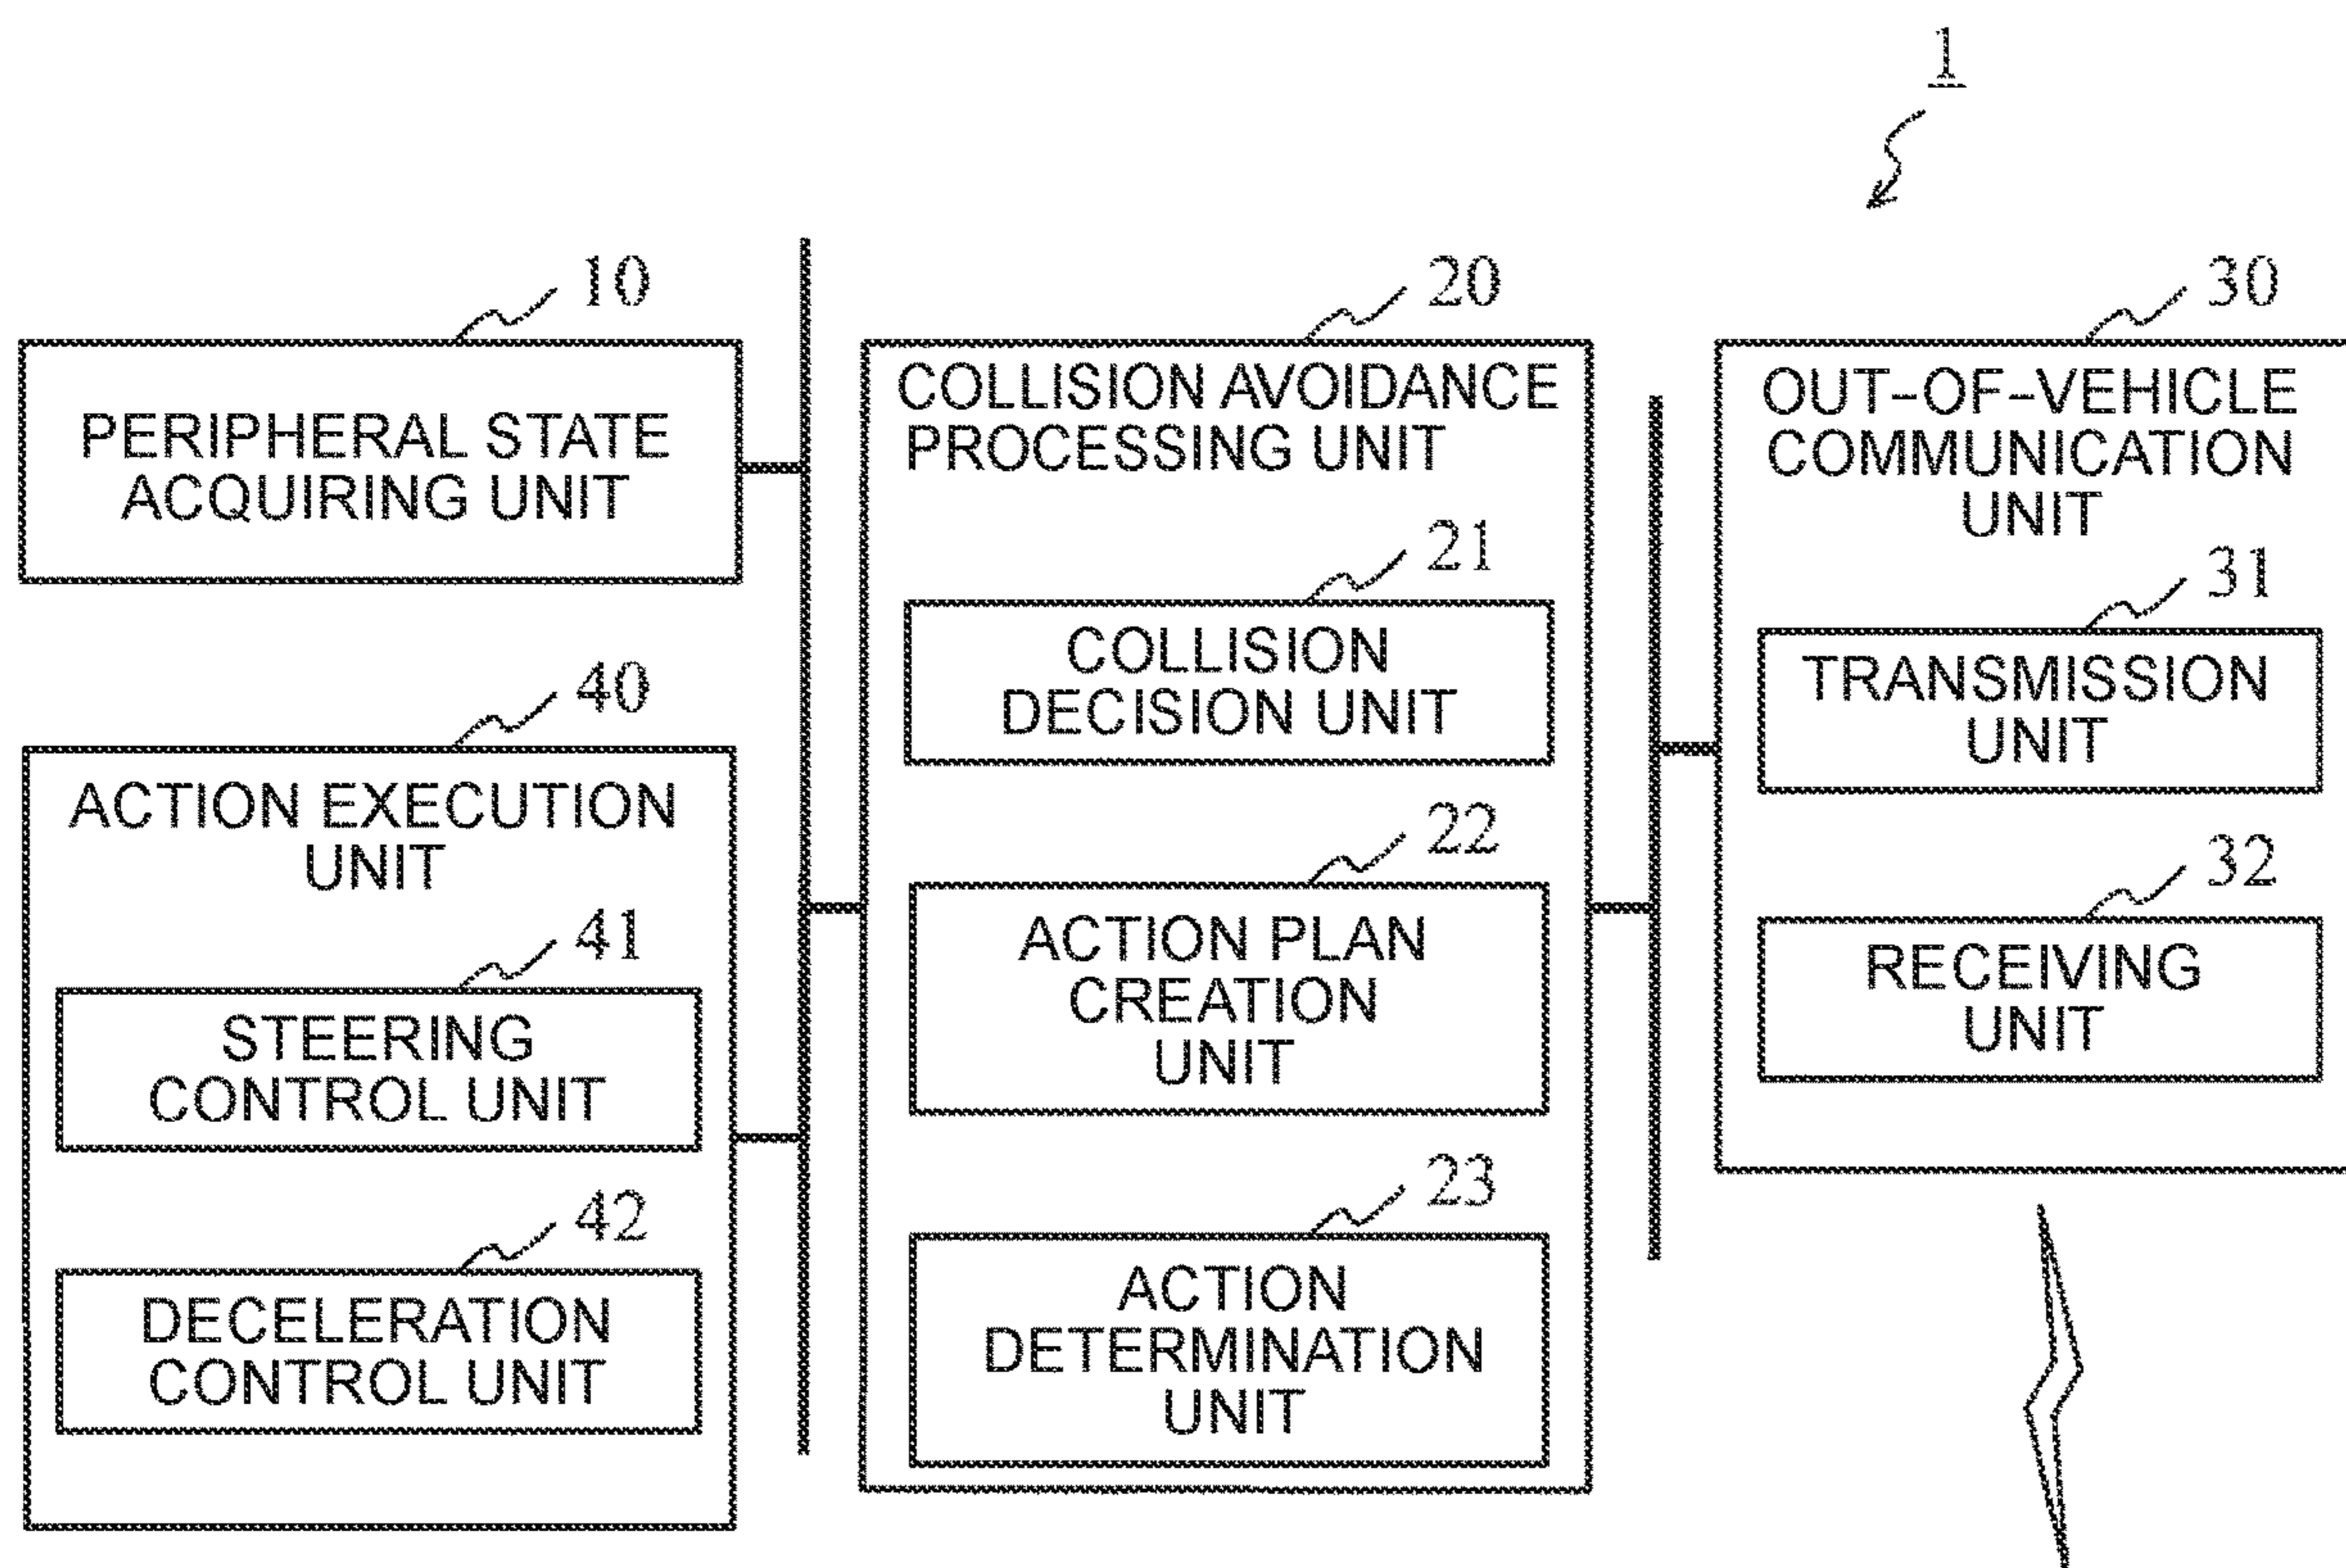 1
10
PERIPHERAL STATE
ACQUIRING UNIT
40
ACTION EXECUTION
UNIT
41
STEERING
CONTROL UNIT
42
DECELERATION
CONTROL UNIT
20
COLLISION AVOIDANCE
PROCESSING UNIT
21
COLLISION
DECISION UNIT
22
ACTION PLAN
CREATION
UNIT
23
ACTION
DETERMINATION
UNIT
30
OUT-OF-VEHICLE
COMMUNICATION
UNIT
31
TRANSMISSION
UNIT
32
RECEIVING
UNIT